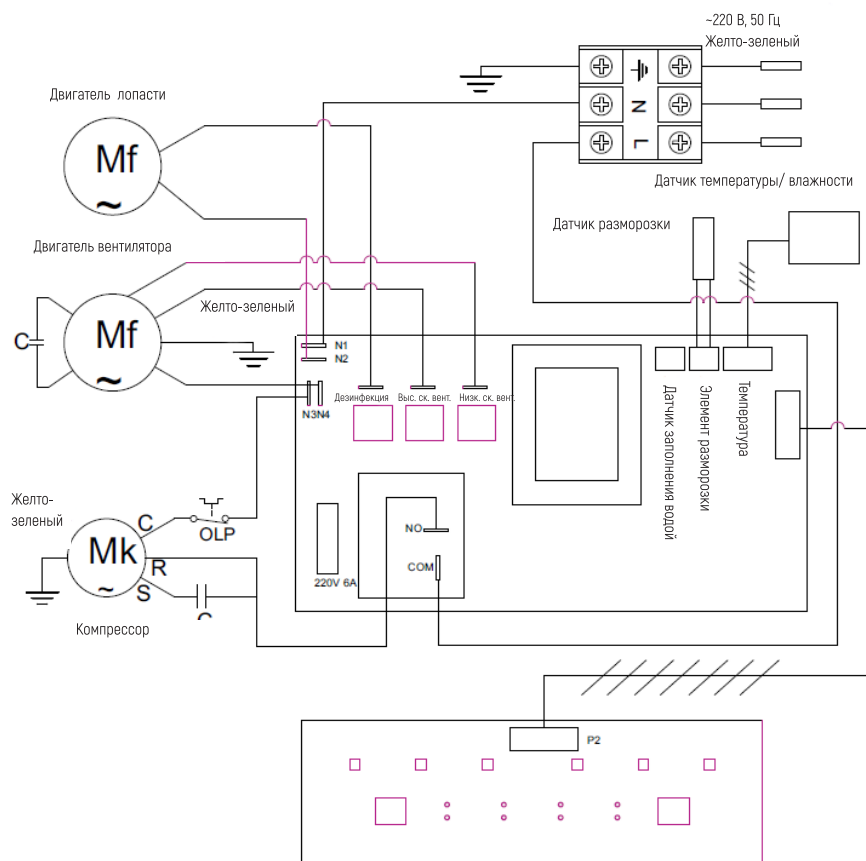 ~220 В, 50 Гц
Желто-зеленый
Двигатель лопасти
Mf
~
N
L
Датчик температуры/ влажности
Датчик разморозки
Двигатель вентилятора
Желто-зеленый
C
Mf
~
N1
N2
N3N4
Дезинфекция
Выс. ск. вент.
Низк. ск. вент.
Датчик заполнения водой
Элемент разморозки
Температура
Желто-
зеленый
C
OLP
Mk
~
R
S
C
Компрессор
NO
COM
220V 6A
P2